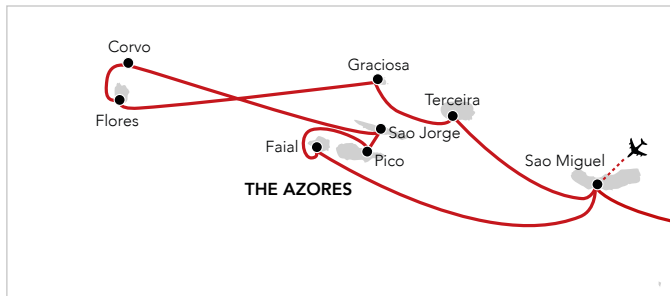 Corvo
Graciosa
Terceira
Flores
Sao Jorge
Faial
Pico
Sao Miguel
THE AZORES